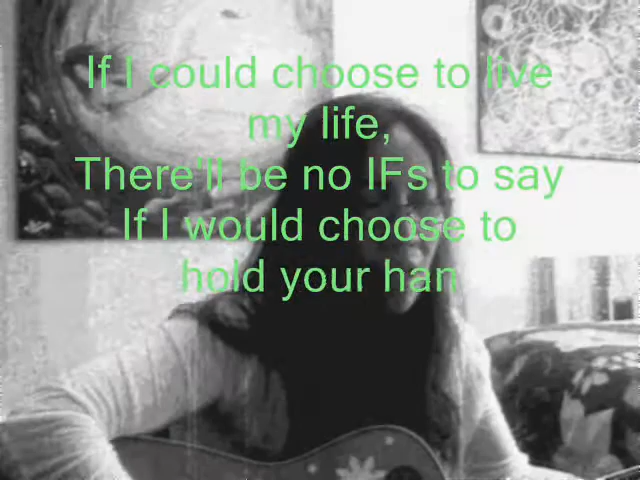 If I could choose to live
my life,
There'll be no IFs to say
If I would choose to
hold your han